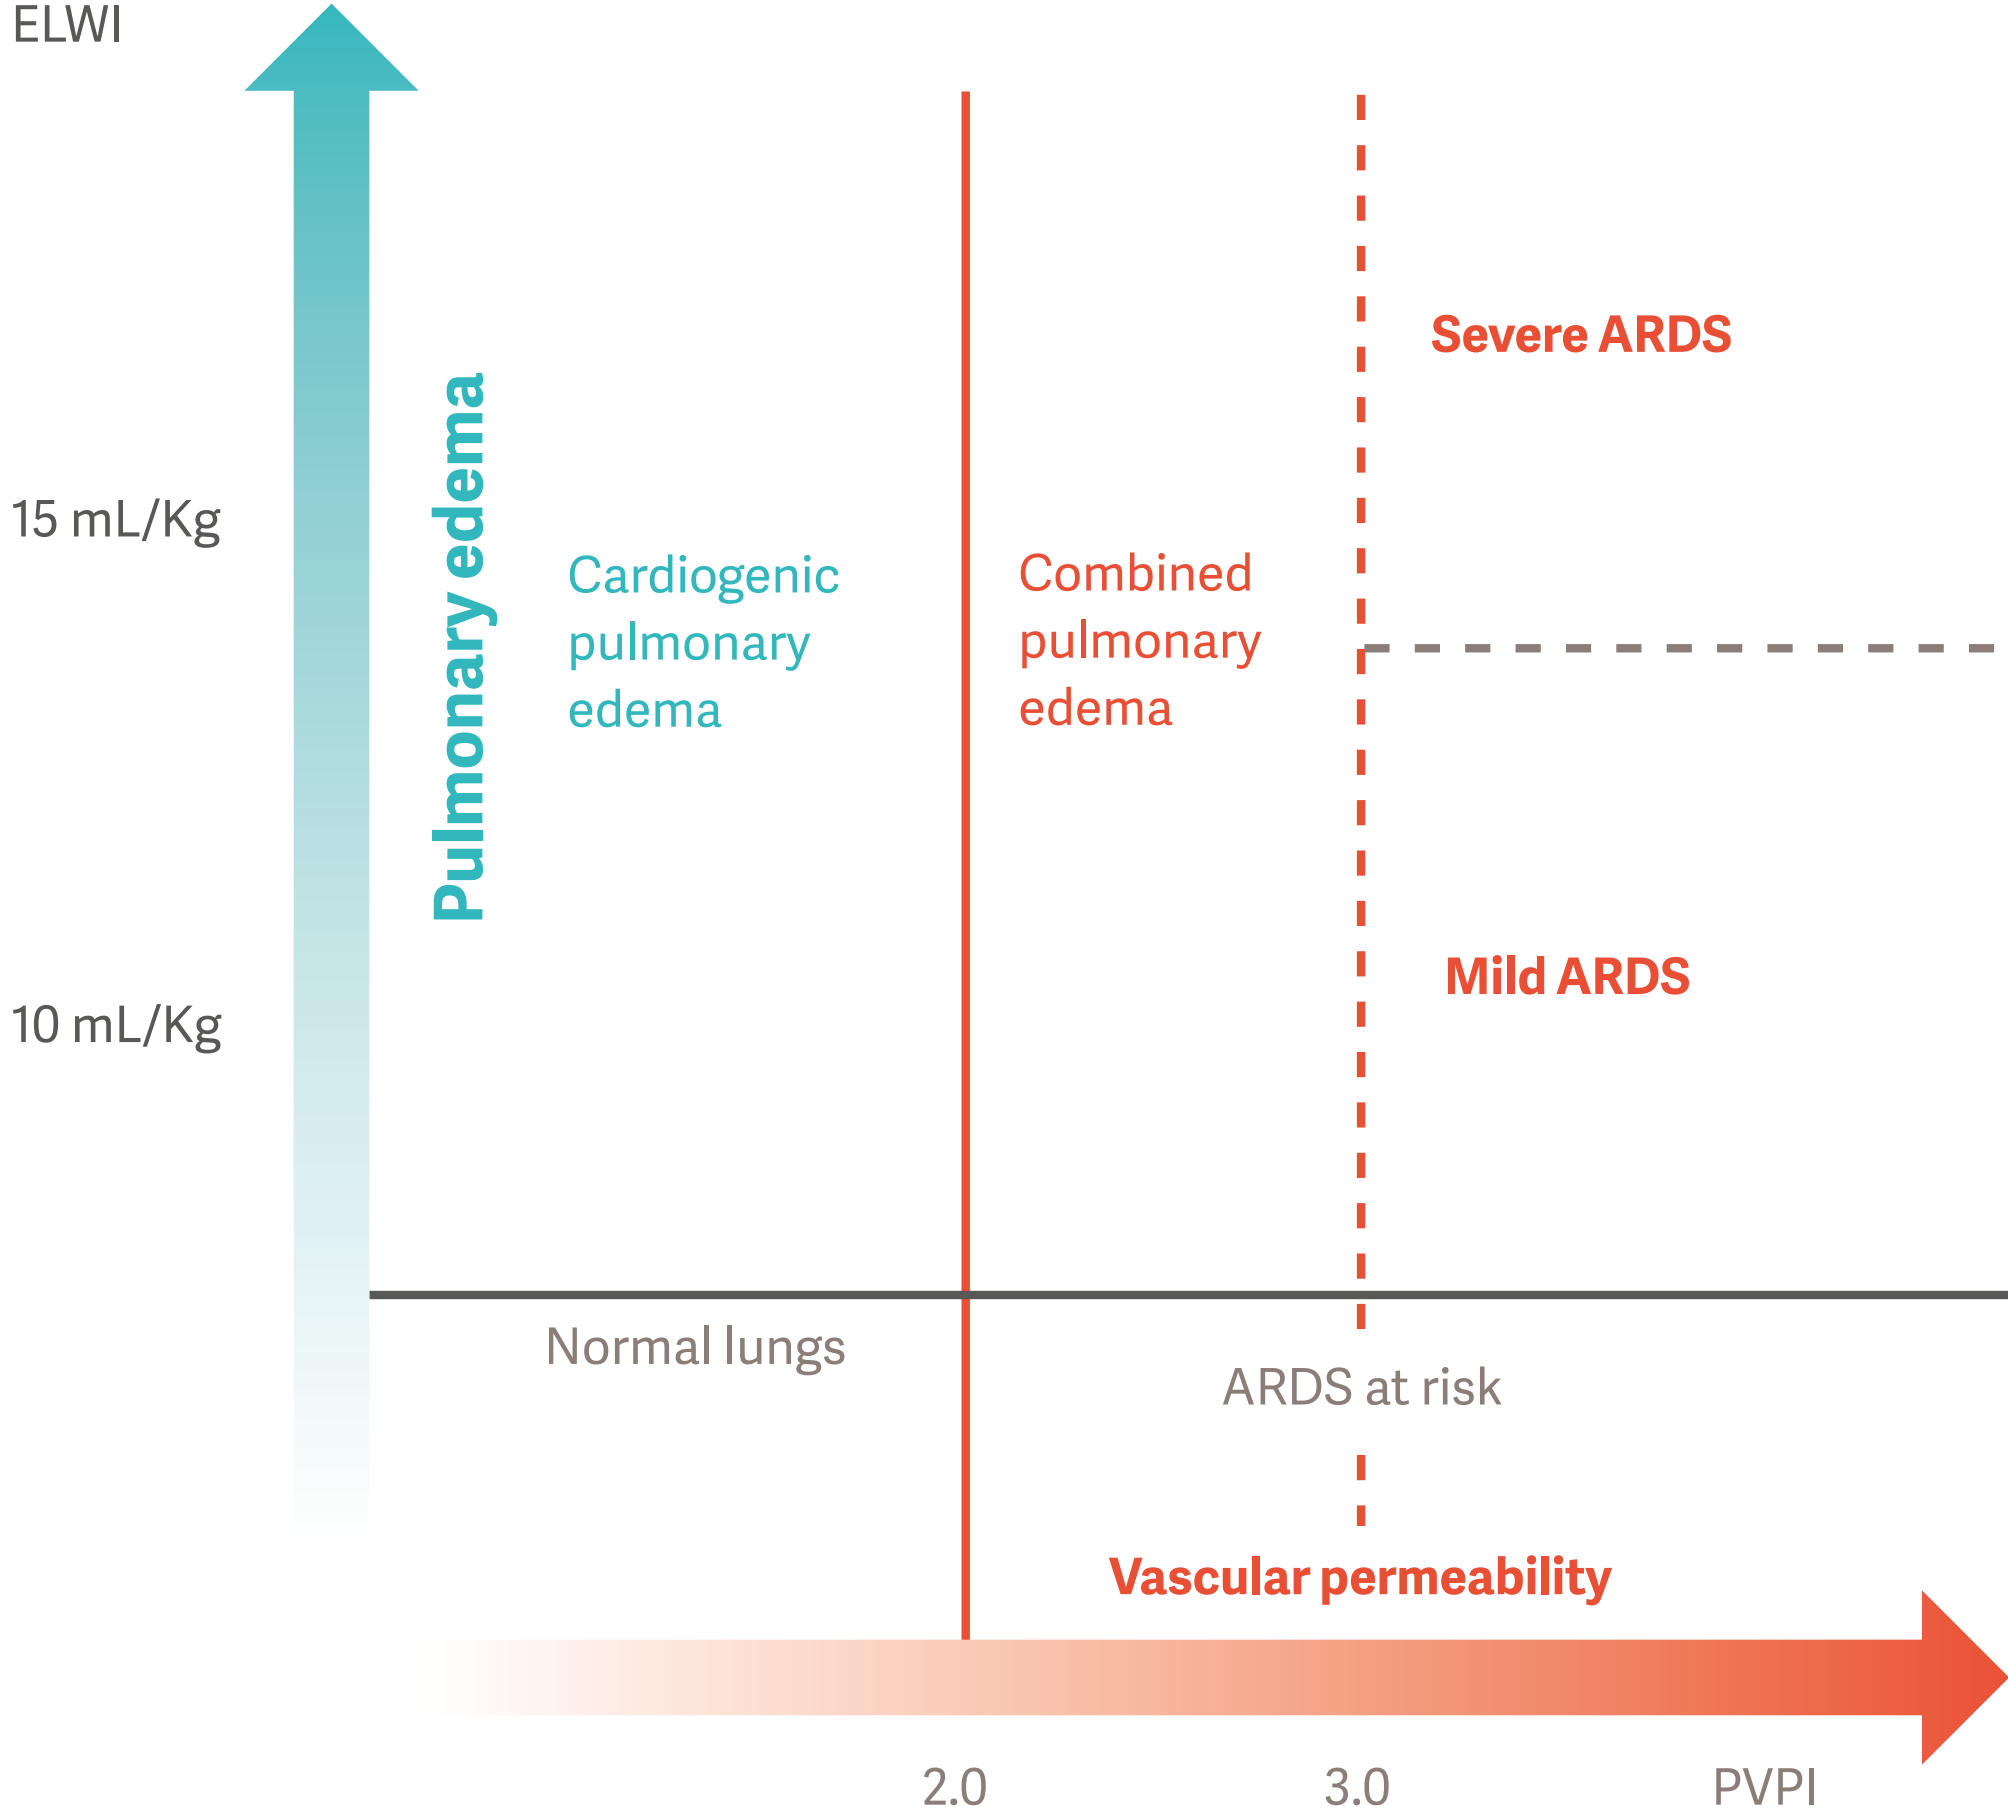 ELWI
Severe ARDS
Pulmonary edema
15 mL/Kg
Cardiogenic
pulmonary
edema
Combined
pulmonary
edema
Mild ARDS
10 mL/Kg
Normal lungs
ARDS at risk
Vascular permeability
2.0
3.0
PVPI